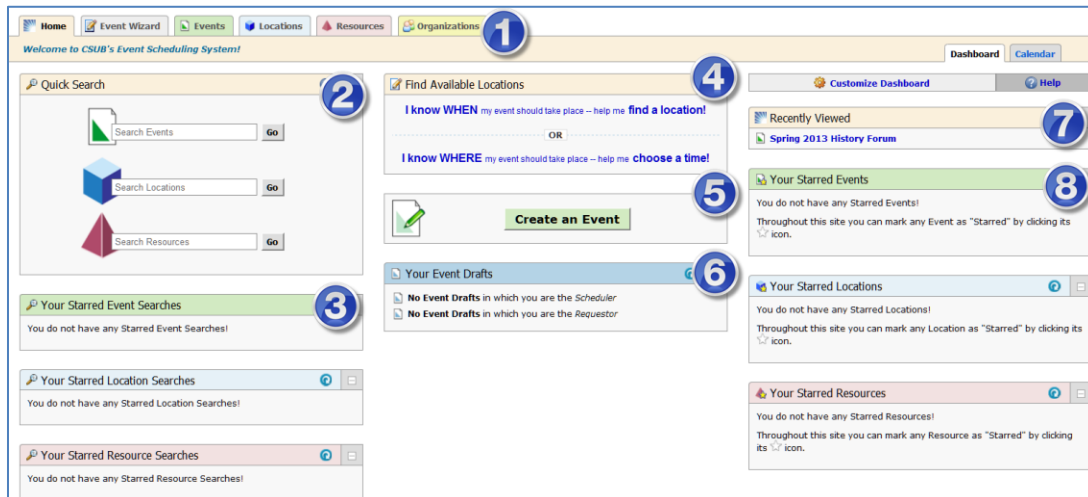 Home Event Wizard Events Locations Resources Organizations
1
Welcome to CSUB's Event Scheduling System!
Dashboard Calendar
Quick Search
2
Search Events Go
Search Locations Go
Search Resources Go
Your Starred Event Searches
3
You do not have any Starred Event Searches!
Your Starred Location Searches
You do not have any Starred Location Searches!
Your Starred Resource Searches
You do not have any Starred Resource Searches!
Find Available Locations
4
I know WHEN my event should take place -- help me find a location!
OR
I know WHERE my event should take place -- help me choose a time!
5
Create an Event
Your Event Drafts
6
No Event Drafts in which you are the Scheduler
No Event Drafts in which you are the Requestor
Customize Dashboard Help
Recently Viewed
7
Spring 2013 History Forum
Your Starred Events
8
You do not have any Starred Events!
Throughout this site you can mark any Event as "Starred" by clicking its
icon.
Your Starred Locations
You do not have any Starred Locations!
Throughout this site you can mark any Location as "Starred" by clicking its
icon.
Your Starred Resources
You do not have any Starred Resources!
Throughout this site you can mark any Resource as "Starred" by clicking
its icon.